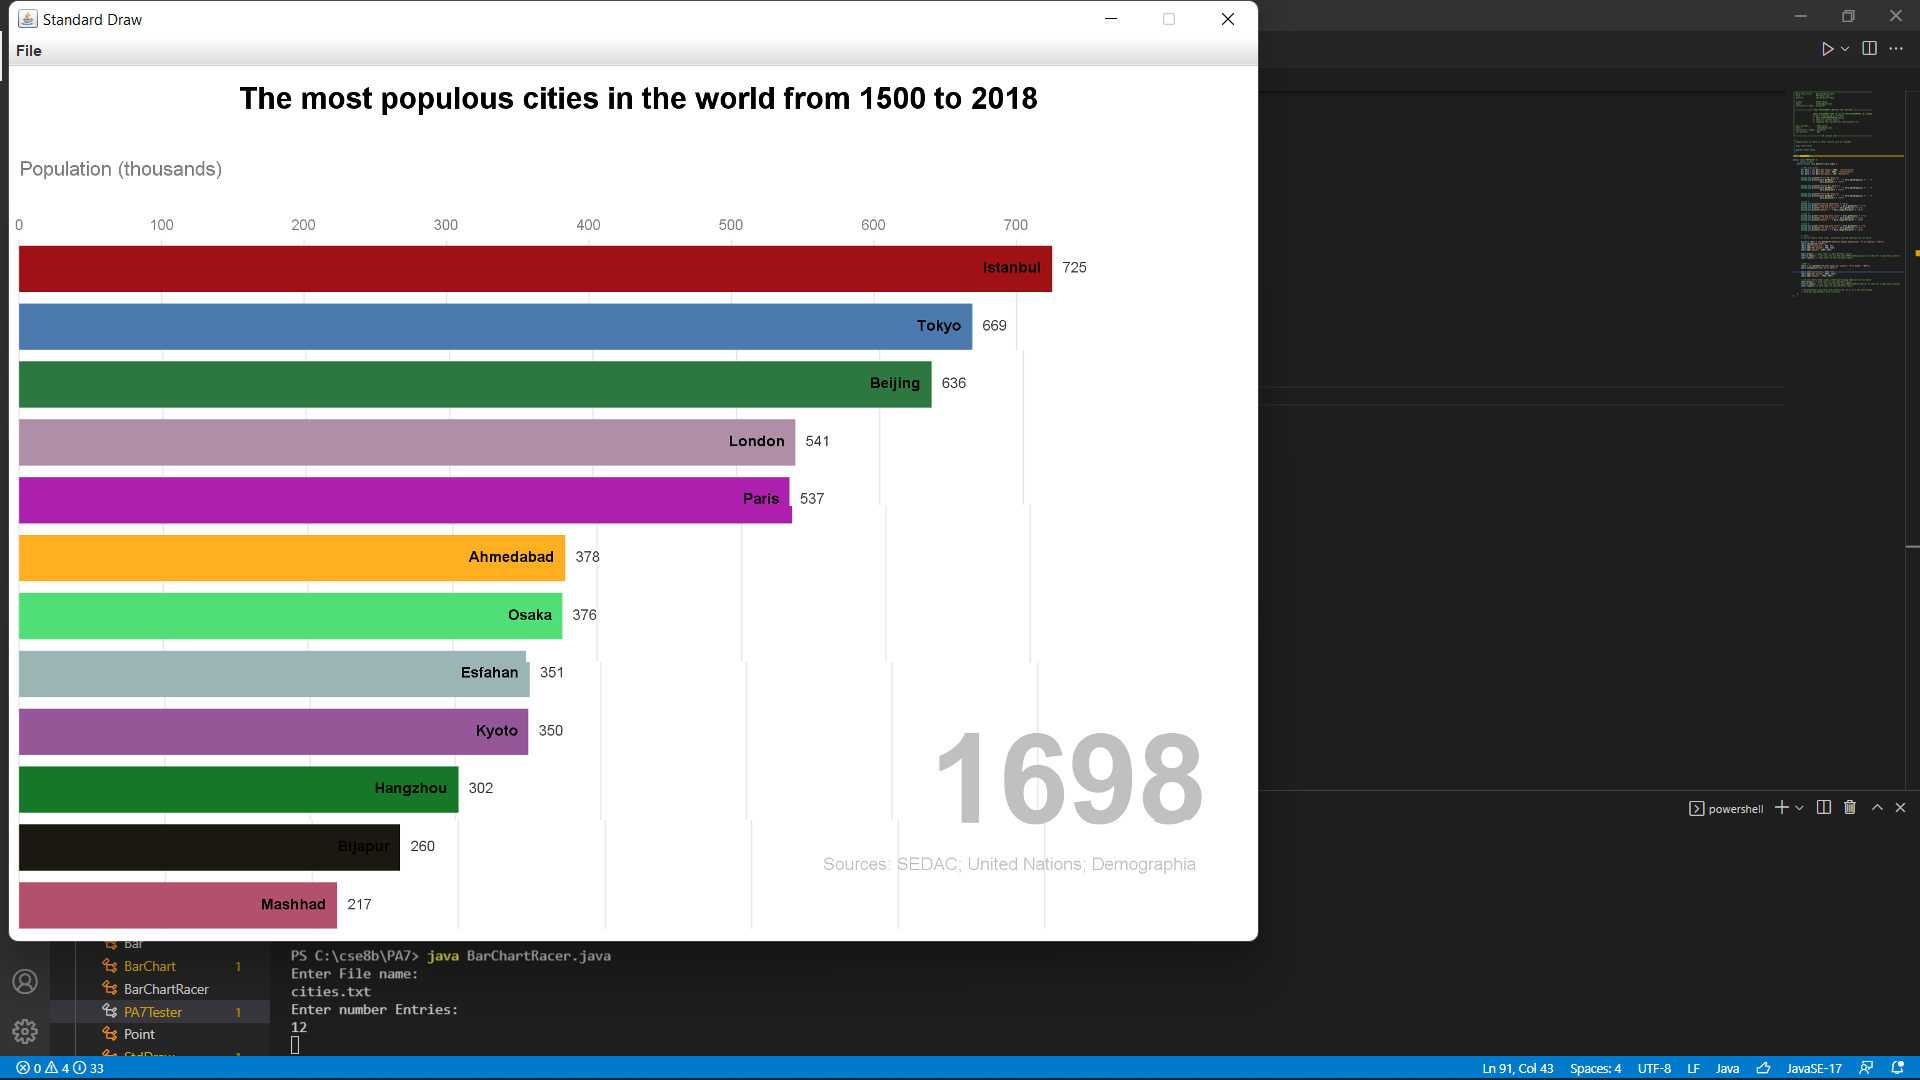 Standard Draw
File
The most populous cities in the world from 1500 to 2018
Population (thousands)
0 100 200 300 400 500 600 700
Istanbul 725
Tokyo 669
Beijing 636
London 541
Paris 537
Ahmedabad 378
Osaka 376
Esfahan 351
Kyoto 350
Hangzhou 302
Bijapur 260
Mashhad 217
1698
Sources: SEDAC; United Nations; Demographia
powershell
Bar
BarChart 1
BarChartRacer
PA7Tester 1
Point
StdDraw 1
PS C:\cse8b\PA7> java BarChartRacer.java
Enter File name:
cities.txt
Enter number Entries:
12
0 4 33
Ln 91, Col 43 Spaces: 4 UTF-8 LF Java JavaSE-17